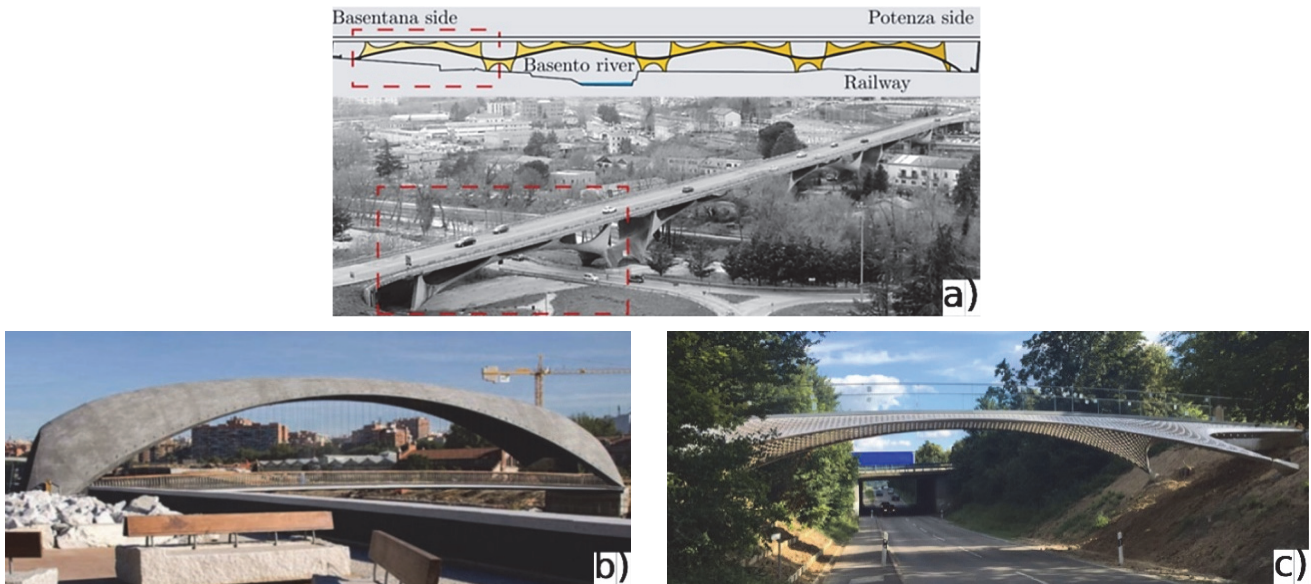 Basentana side
Potenza side
Basento river
Railway
a)
b)
c)